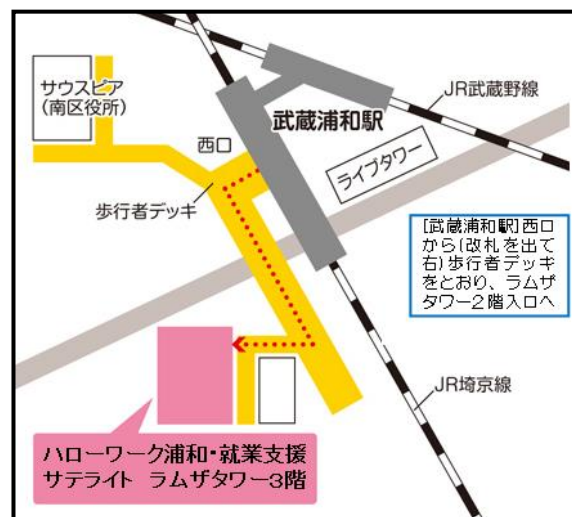 サウスピア
(南区役所)
JR武蔵野線
武蔵浦和駅
西口
ライブタワー
歩行者デッキ
[武蔵浦和駅]西口
から(改札を出て
右)歩行者デッキ
をとおり、ラムザ
タワー2階入口へ
JR埼京線
ハローワーク浦和・就業支援
サテライト ラムザタワー3階